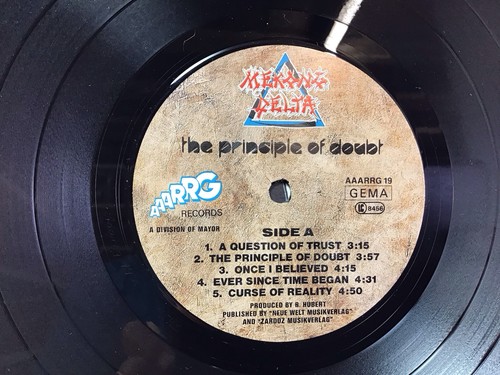 MEKONG
DELTA
the principle of doubt
AAARRG
RECORDS
A DIVISION OF MAYOR
AAARRG 19
GEMA
LC 8456
SIDE A
1. A QUESTION OF TRUST 3:15
2. THE PRINCIPLE OF DOUBT 3:57
3. ONCE I BELIEVED 4:15
4. EVER SINCE TIME BEGAN 4:31
5. CURSE OF REALITY 4:50
PRODUCED BY R. HUBERT
PUBLISHED BY "NEUE WELT MUSIKVERLAG"
AND "ZARDOZ MUSIKVERLAG"